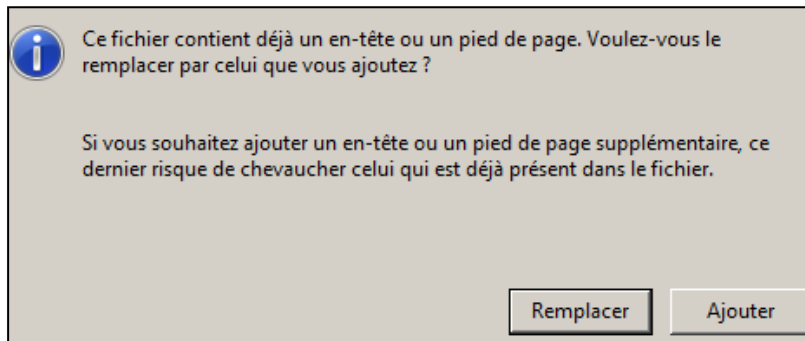 Ce fichier contient déjà un en-tête ou un pied de page. Voulez-vous le
remplacer par celui que vous ajoutez ?
Si vous souhaitez ajouter un en-tête ou un pied de page supplémentaire, ce
dernier risque de chevaucher celui qui est déjà présent dans le fichier.
Remplacer
Ajouter